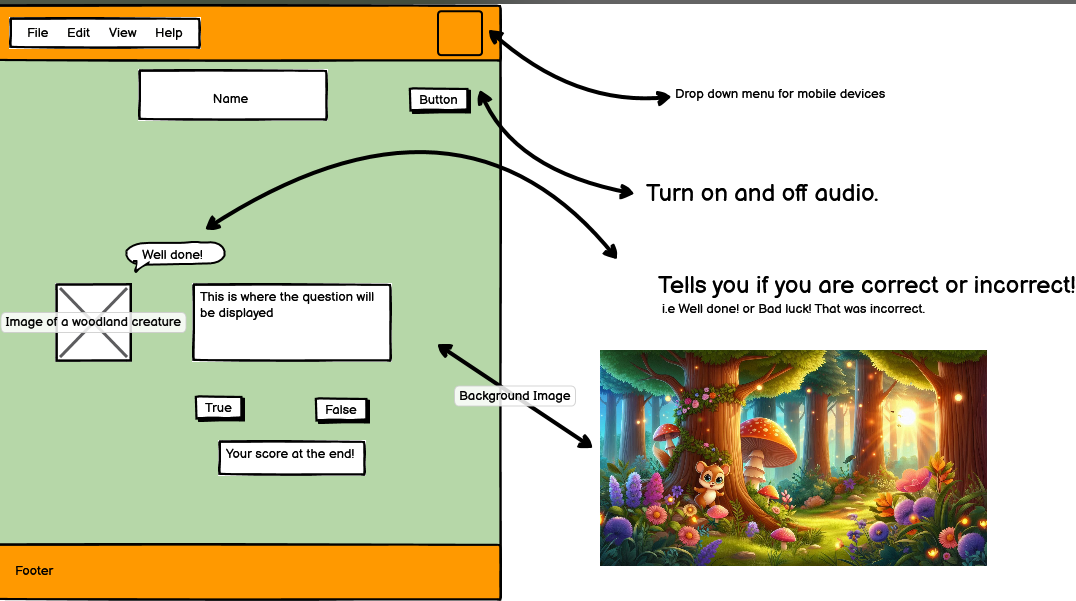 File Edit View Help
Drop down menu for mobile devices
Name
Button
Turn on and off audio.
Well done!
Tells you if you are correct or incorrect!
i.e Well done! or Bad luck! That was incorrect.
Image of a woodland creature
This is where the question will
be displayed
Background Image
True
False
Your score at the end!
Footer